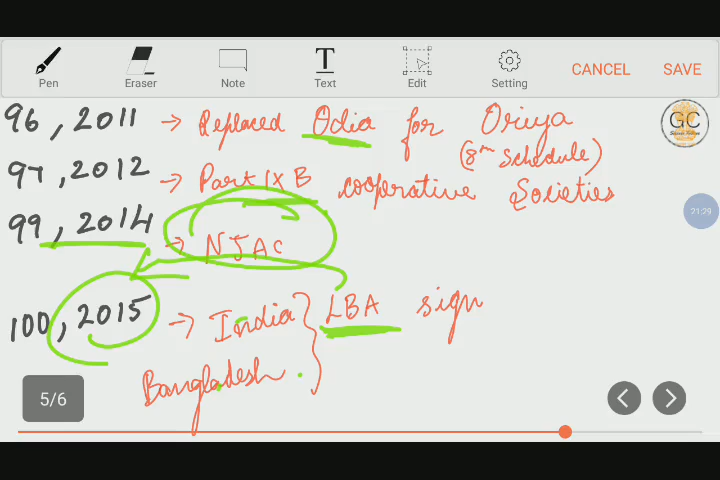 Pen Eraser Note Text Edit Setting CANCEL SAVE
96, 2011 → Replaced Odia for Oriya
(8th Schedule)
97, 2012 → Part IX B cooperative Societies
99, 2014 → NJAC
100, 2015 → India } LBA sign
Bangladesh.
GC
21:29
5/6